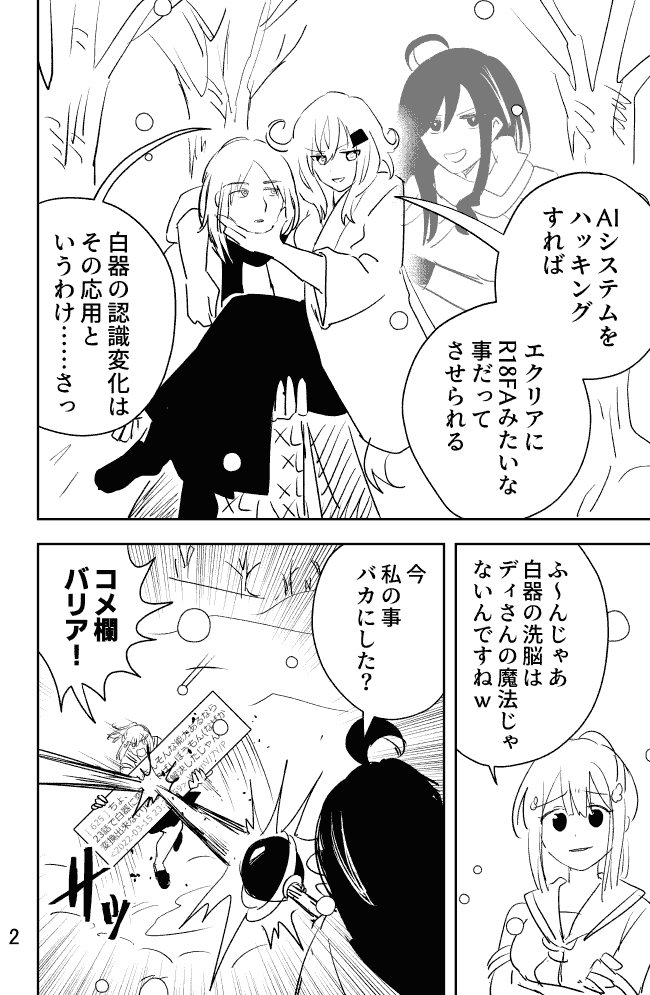 AIシステムを
ハッキング
すれば
エクリアに
R18FAみたいな
事だって
させられる
白器の認識変化は
その応用と
いうわけ……さっ
ふ～んじゃあ
白器の洗脳は
ディさんの魔法じゃ
ないんですねw
今
私の事
バカにした?
コメ欄
バリア!
ガッ
2